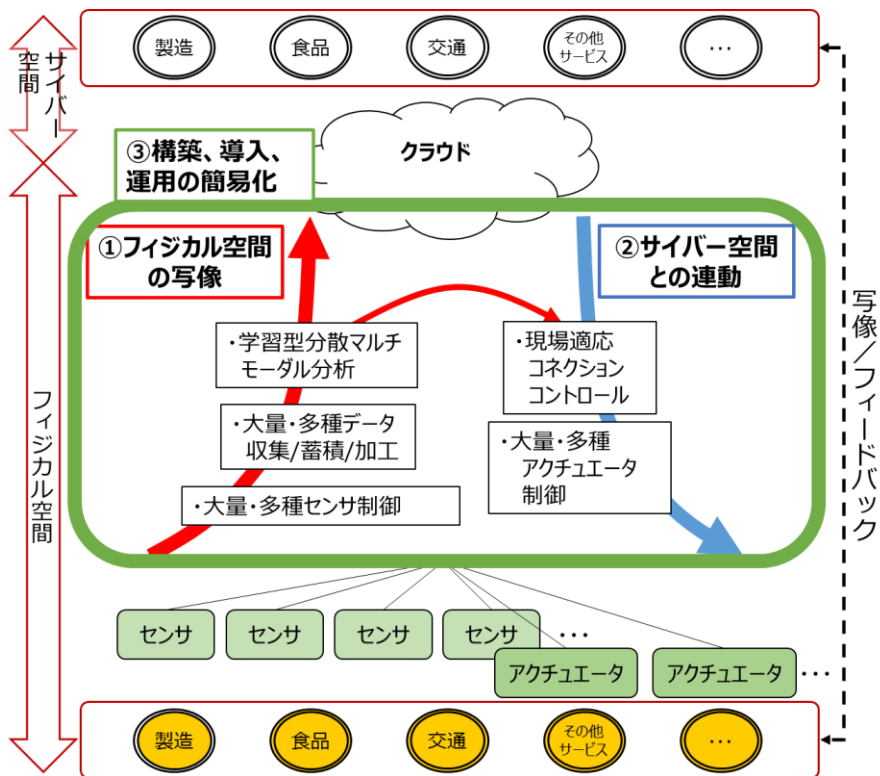 製造
食品
交通
その他
サービス
…
サイバー
空間
クラウド
③構築、導入、
運用の簡易化
①フィジカル空間
の写像
②サイバー空間
との連動
・学習型分散マルチ
モーダル分析
・現場適応
コネクション
コントロール
・大量・多種データ
収集/蓄積/加工
・大量・多種
アクチュエータ
制御
・大量・多種センサ制御
フィジカル空間
写像／フィードバック
センサ
センサ
センサ
センサ
…
アクチュエータ
アクチュエータ
…
製造
食品
交通
その他
サービス
…